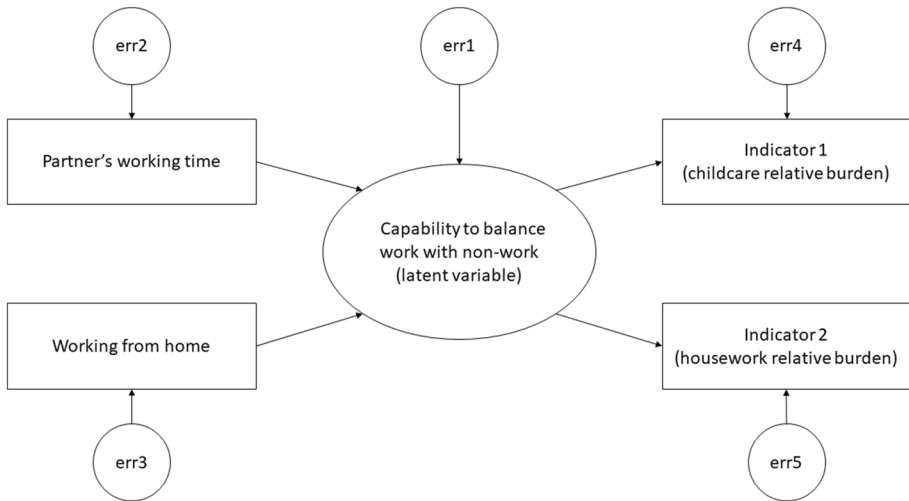 err2
err1
err4
Partner's working time
Indicator 1
(childcare relative burden)
Capability to balance
work with non-work
(latent variable)
Working from home
Indicator 2
(housework relative burden)
err3
err5